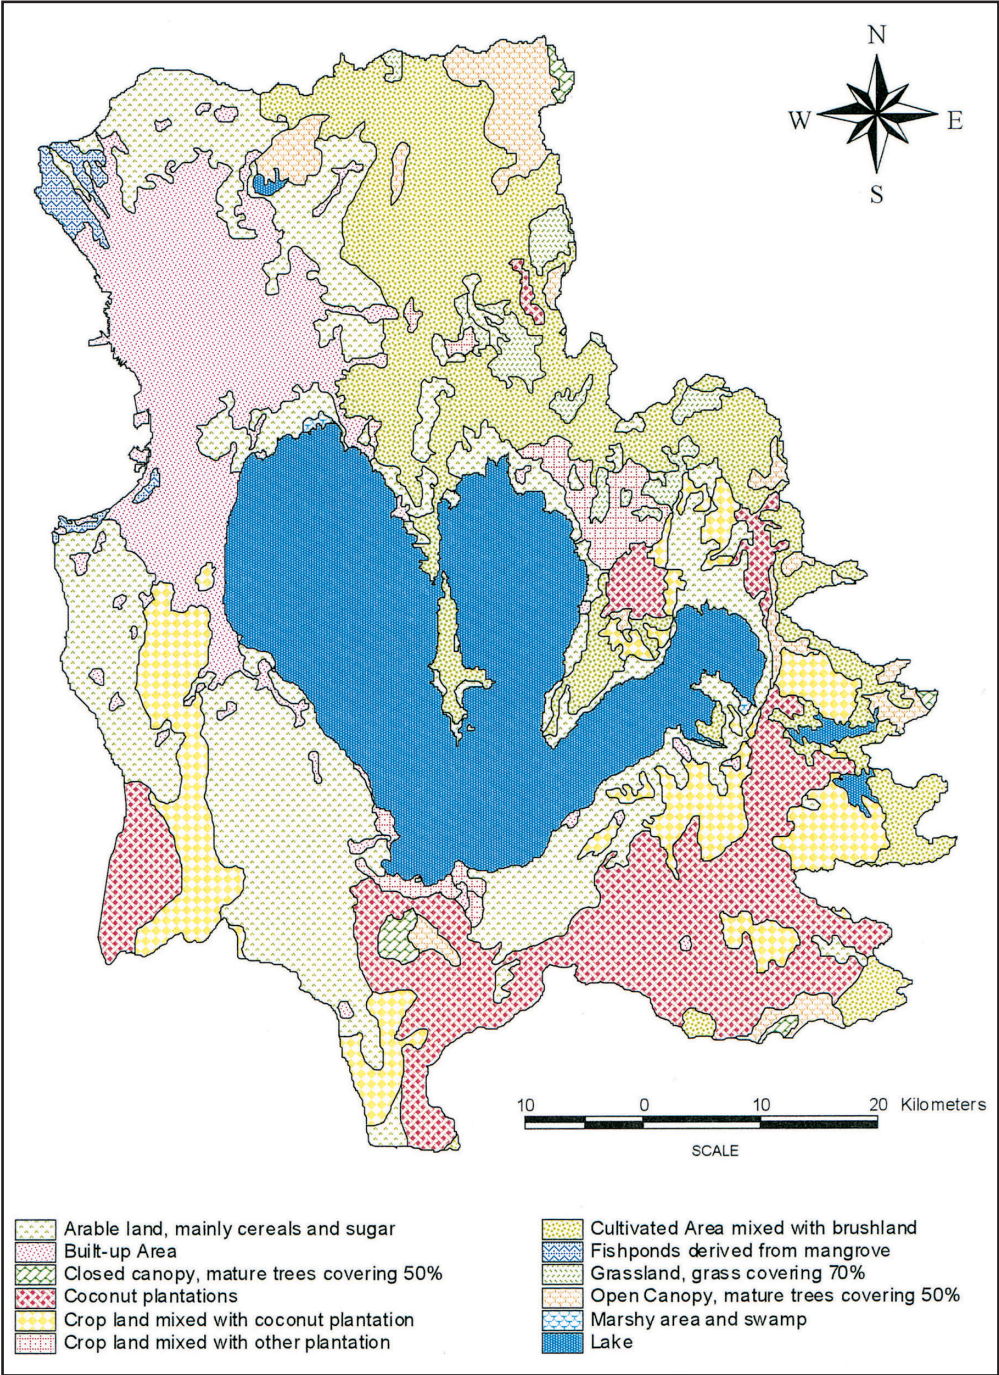 N
W E
S
10 0 10 20 Kilometers
SCALE
Arable land, mainly cereals and sugar
Built-up Area
Closed canopy, mature trees covering 50%
Coconut plantations
Crop land mixed with coconut plantation
Crop land mixed with other plantation
Cultivated Area mixed with brushland
Fishponds derived from mangrove
Grassland, grass covering 70%
Open Canopy, mature trees covering 50%
Marshy area and swamp
Lake